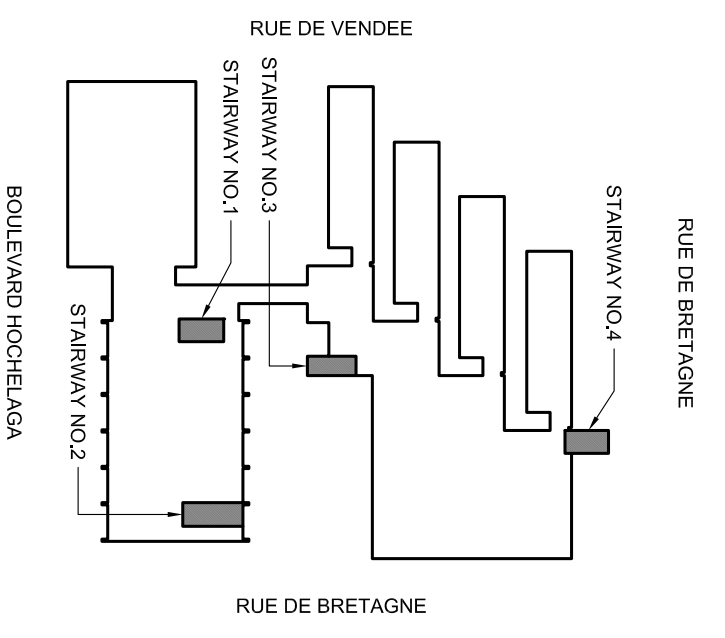 RUE DE VENDEE
STAIRWAY NO.1
STAIRWAY NO.3
BOULEVARD HOCHELAGA
STAIRWAY NO.2
STAIRWAY NO.4
RUE DE BRETAGNE
RUE DE BRETAGNE